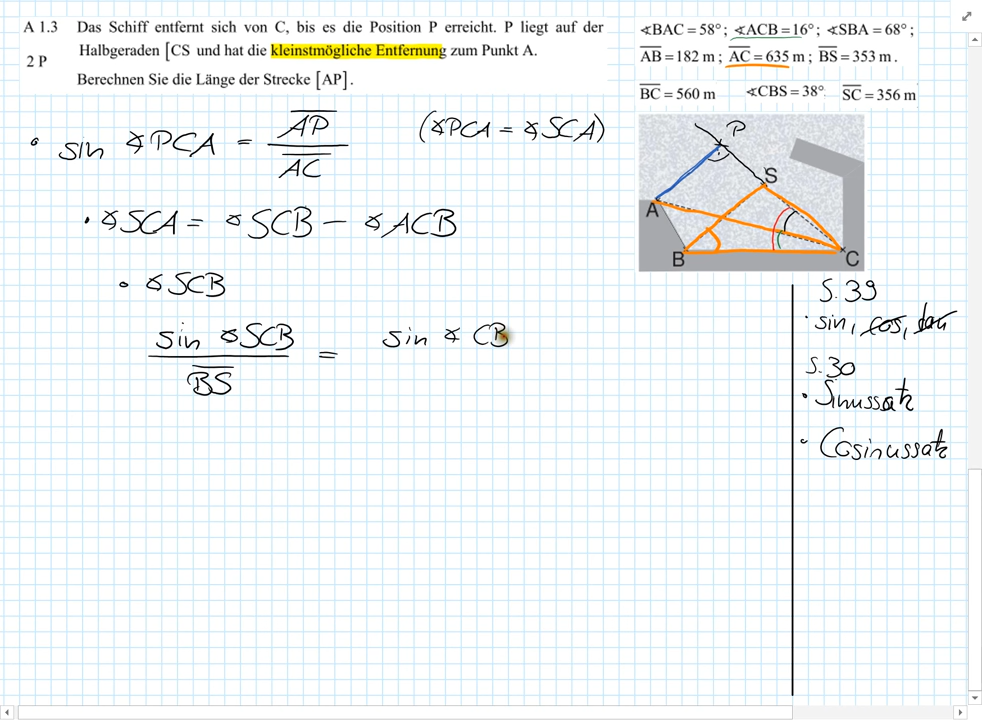 A 1.3 Das Schiff entfernt sich von C, bis es die Position P erreicht. P liegt auf der
2 P Halbgeraden [CS und hat die kleinstmögliche Entfernung zum Punkt A.
Berechnen Sie die Länge der Strecke [AP].
∢BAC = 58°; ∢ACB = 16°; ∢SBA = 68°;
AB = 182 m; AC = 635 m; BS = 353 m.
BC = 560 m ∢CBS = 38° SC = 356 m
sin ∢PCA = AP / AC (∢PCA = ∢SCA)
∢SCA = ∢SCB − ∢ACB
∢SCB
sin ∢SCB / BS = sin ∢ CB
P
S
A
B
C
S. 39
sin, cos, tan
S. 30
Sinussatz
Cosinussatz